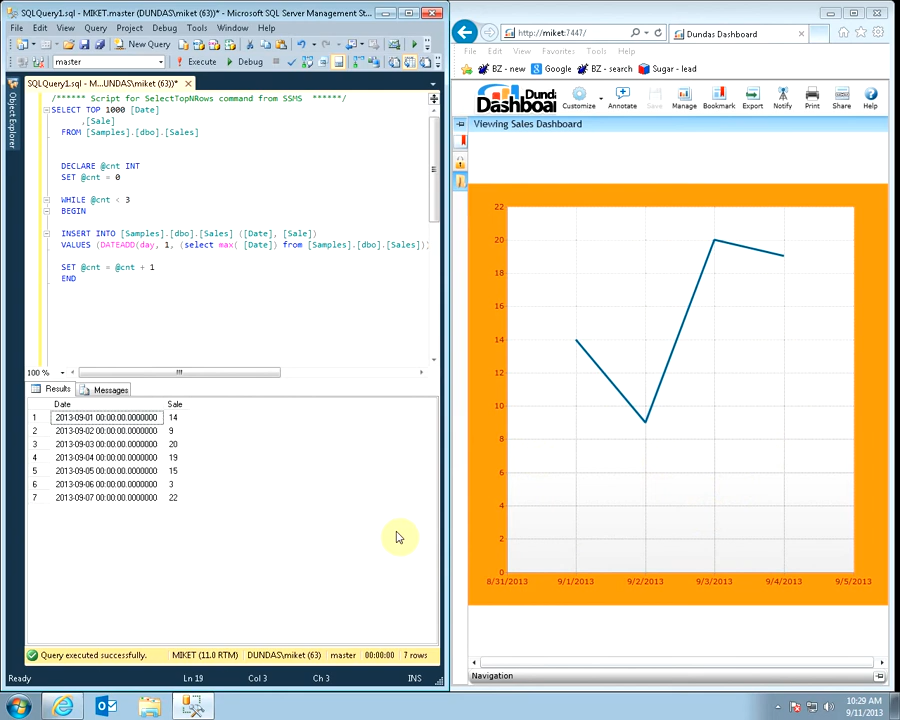 SQLQuery1.sql - MIKET.master (DUNDAS\miket (63))* - Microsoft SQL Server Management St...
File Edit View Query Project Debug Tools Window Help
New Query
master Execute Debug
SQLQuery1.sql - M...UNDAS\miket (63))*
Object Explorer
/****** Script for SelectTopNRows command from SSMS ******/
SELECT TOP 1000 [Date]
,[Sale]
FROM [Samples].[dbo].[Sales]
DECLARE @cnt INT
SET @cnt = 0
WHILE @cnt < 3
BEGIN
INSERT INTO [Samples].[dbo].[Sales] ([Date], [Sale])
VALUES (DATEADD(day, 1, (select max( [Date]) from [Samples].[dbo].[Sales])
SET @cnt = @cnt + 1
END
100 %
Results Messages
Date Sale
1 2013-09-01 00:00:00.0000000 14
2 2013-09-02 00:00:00.0000000 9
3 2013-09-03 00:00:00.0000000 20
4 2013-09-04 00:00:00.0000000 19
5 2013-09-05 00:00:00.0000000 15
6 2013-09-06 00:00:00.0000000 3
7 2013-09-07 00:00:00.0000000 22
Query executed successfully. MIKET (11.0 RTM) DUNDAS\miket (63) master 00:00:00 7 rows
Ready Ln 19 Col 3 Ch 3 INS
http://miket:7447/ Dundas Dashboard
File Edit View Favorites Tools Help
BZ - new Google BZ - search Sugar - lead
Dunda
Dashboar
Customize Annotate Save Manage Bookmark Notify Export Print Share Help
Viewing Sales Dashboard
22
20
18
16
14
12
10
8
6
4
2
0
8/31/2013 9/1/2013 9/2/2013 9/3/2013 9/4/2013 9/5/2013
Navigation
10:29 AM
9/11/2013